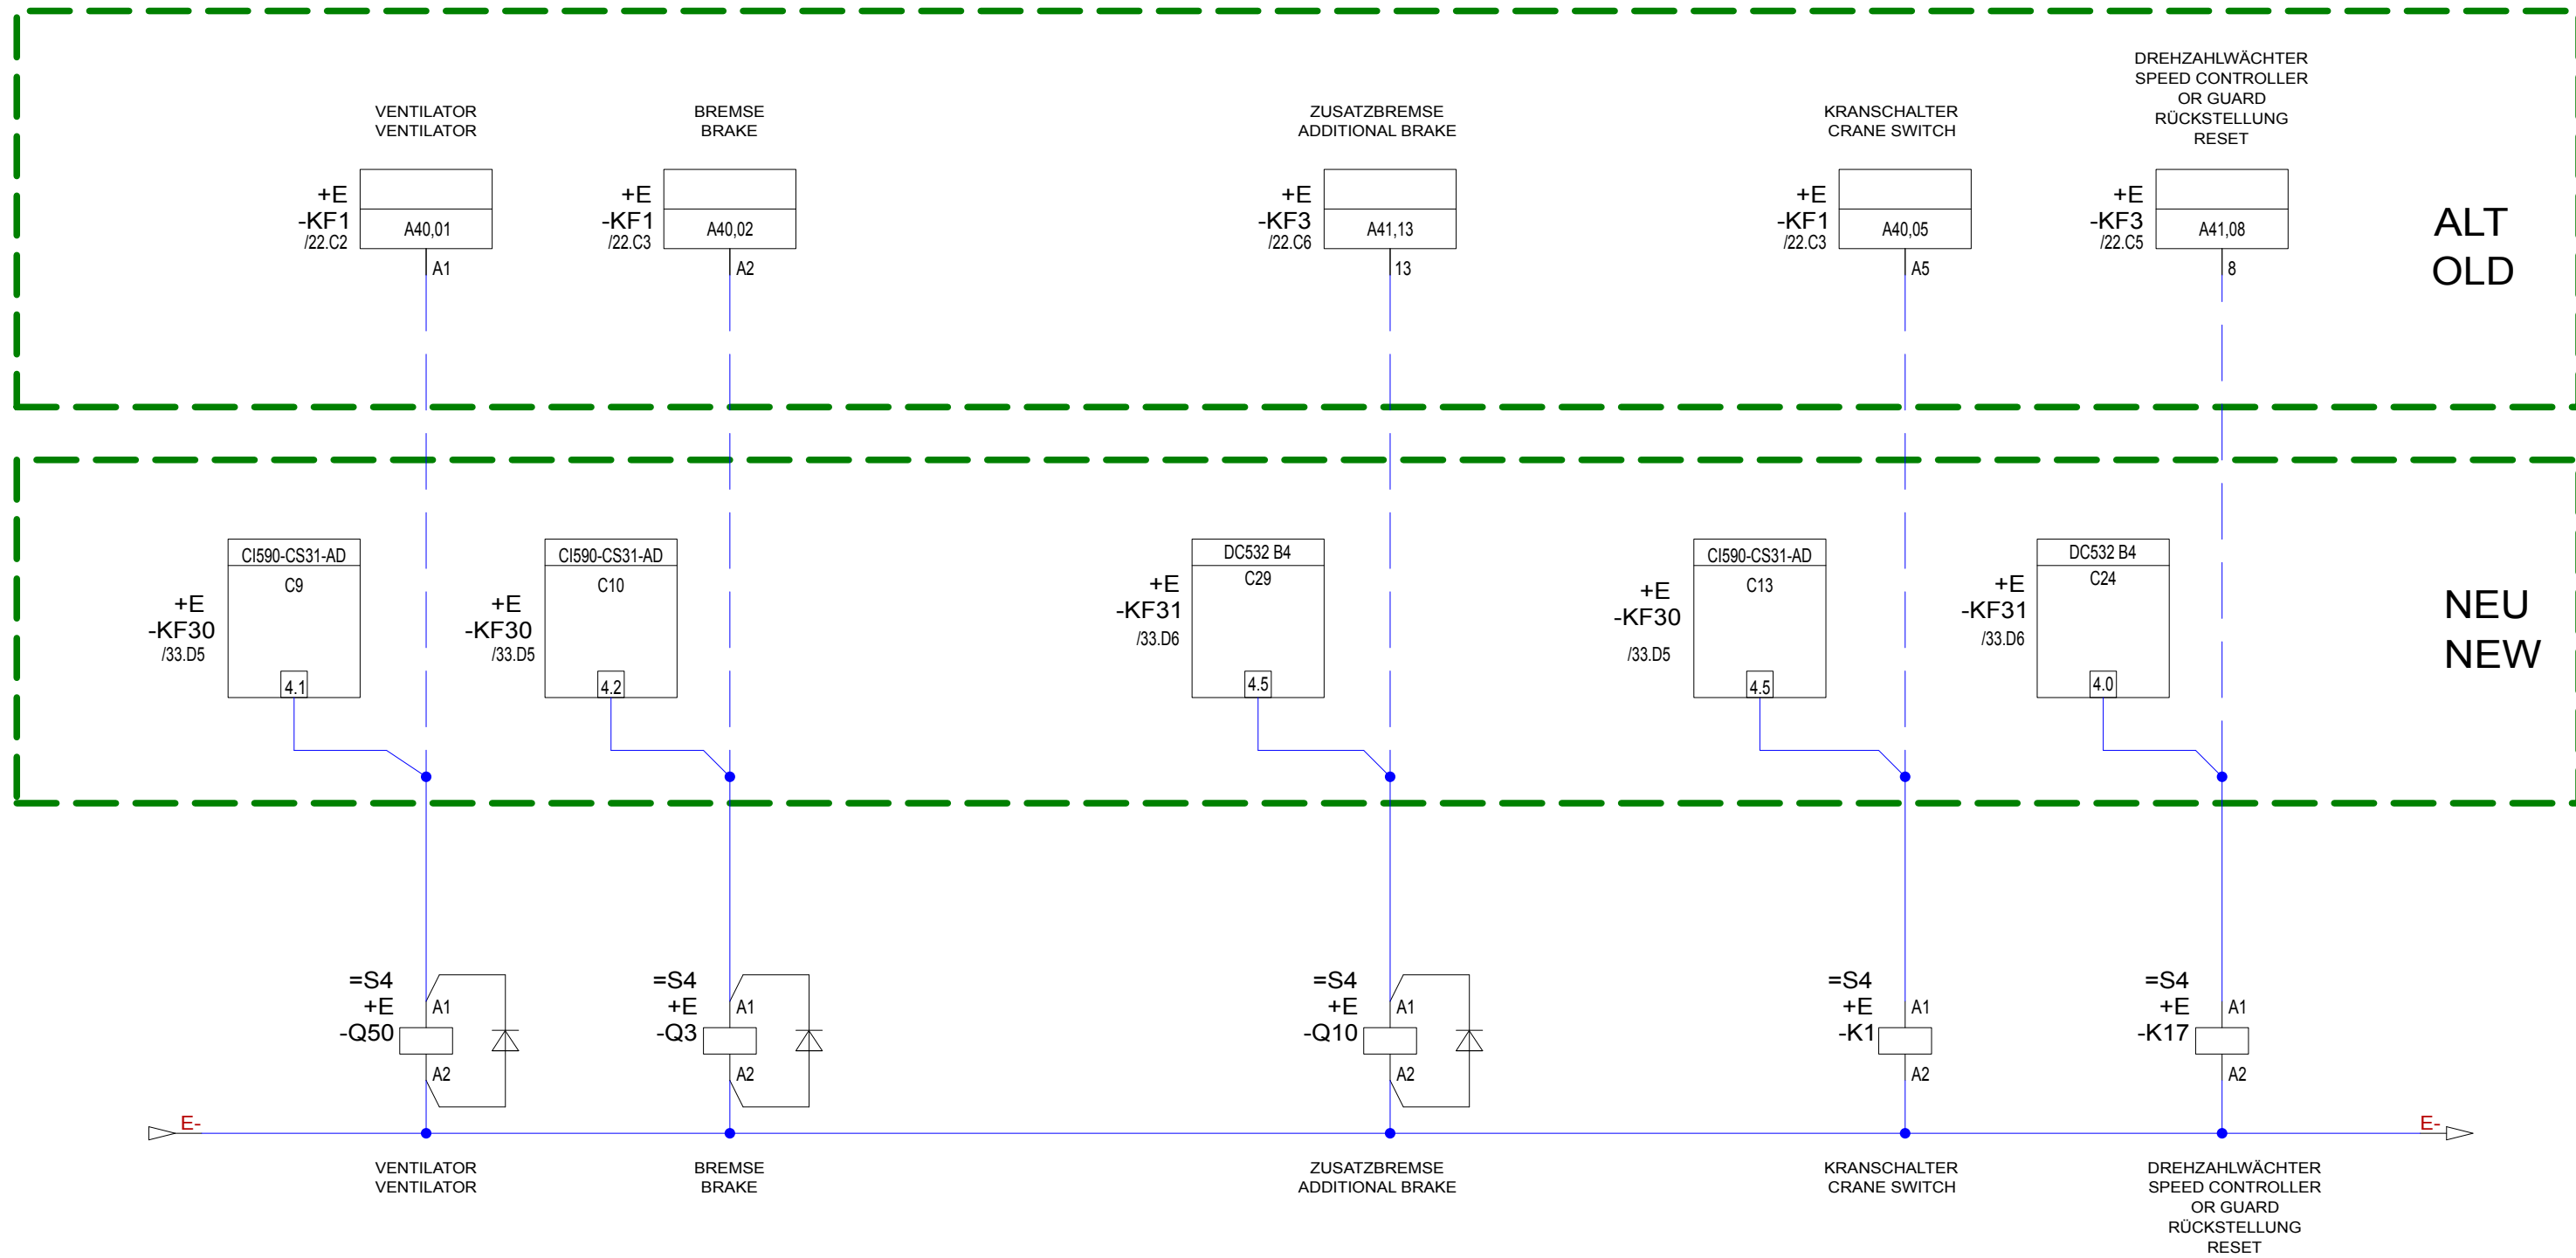 VENTILATOR
VENTILATOR
BREMSE
BRAKE
ZUSATZBREMSE
ADDITIONAL BRAKE
KRANSCHALTER
CRANE SWITCH
DREHZAHLWÄCHTER
SPEED CONTROLLER
OR GUARD
RÜCKSTELLUNG
RESET
+E
-KF1
/22.C2
A40,01
A1
+E
-KF1
/22.C3
A40,02
A2
+E
-KF3
/22.C6
A41,13
13
+E
-KF1
/22.C3
A40,05
A5
+E
-KF3
/22.C5
A41,08
8
ALT
OLD
+E
-KF30
/33.D5
CI590-CS31-AD
C9
4.1
+E
-KF30
/33.D5
CI590-CS31-AD
C10
4.2
+E
-KF31
/33.D6
DC532 B4
C29
4.5
+E
-KF30
/33.D5
CI590-CS31-AD
C13
4.5
+E
-KF31
/33.D6
DC532 B4
C24
4.0
NEU
NEW
=S4
+E
-Q50
A1
A2
=S4
+E
-Q3
A1
A2
=S4
+E
-Q10
A1
A2
=S4
+E
-K1
A1
A2
=S4
+E
-K17
A1
A2
E-
E-
VENTILATOR
VENTILATOR
BREMSE
BRAKE
ZUSATZBREMSE
ADDITIONAL BRAKE
KRANSCHALTER
CRANE SWITCH
DREHZAHLWÄCHTER
SPEED CONTROLLER
OR GUARD
RÜCKSTELLUNG
RESET